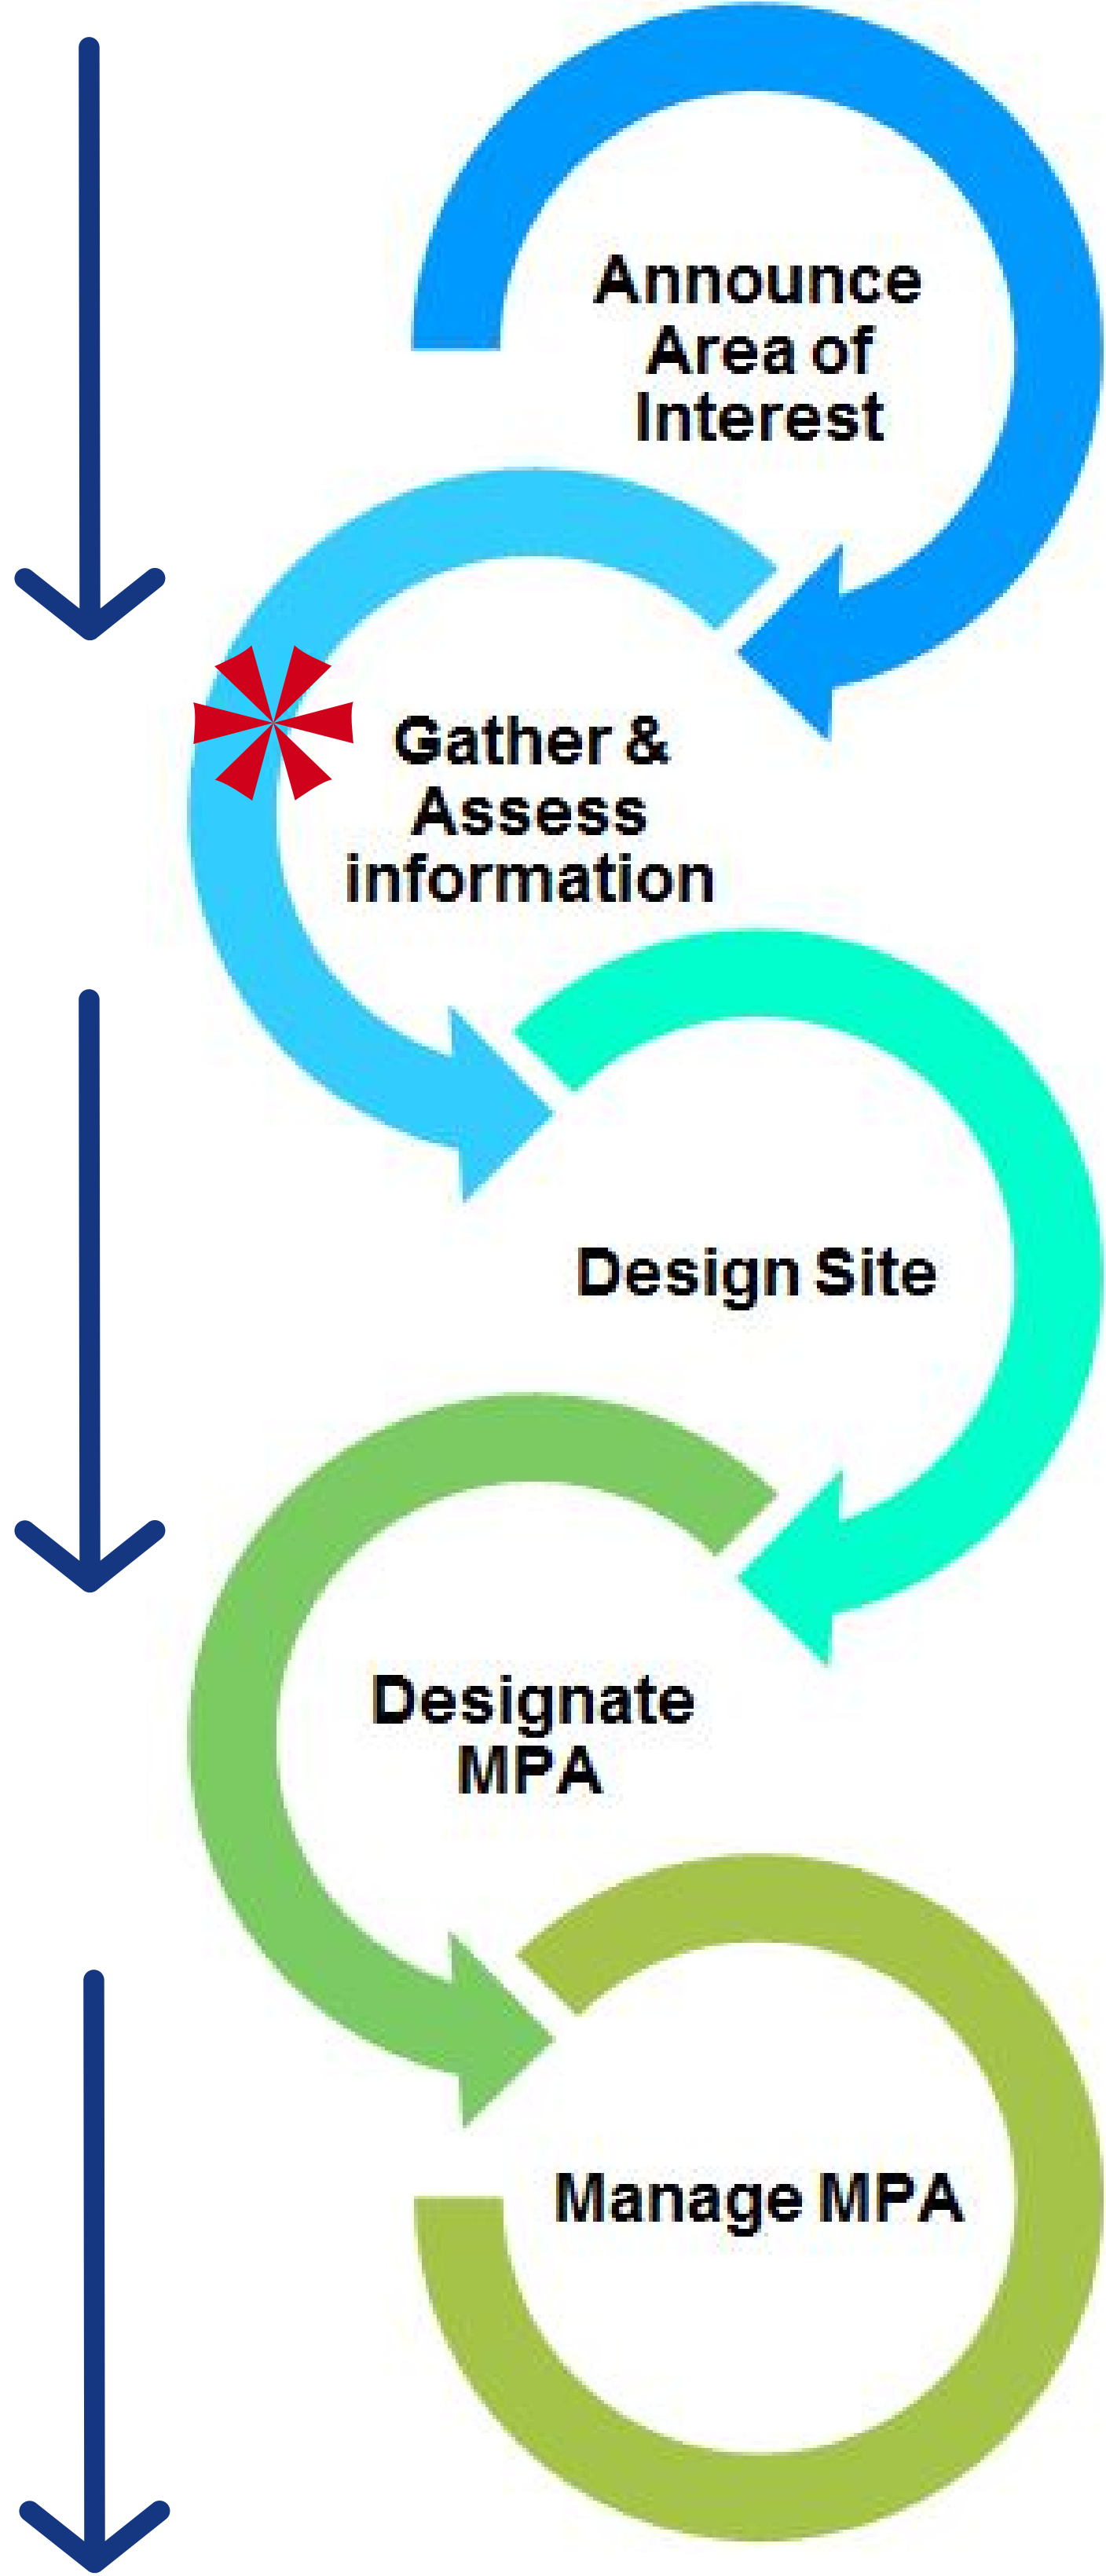 Announce
Area of
Interest
Gather &
Assess
information
Design Site
Designate
MPA
Manage MPA